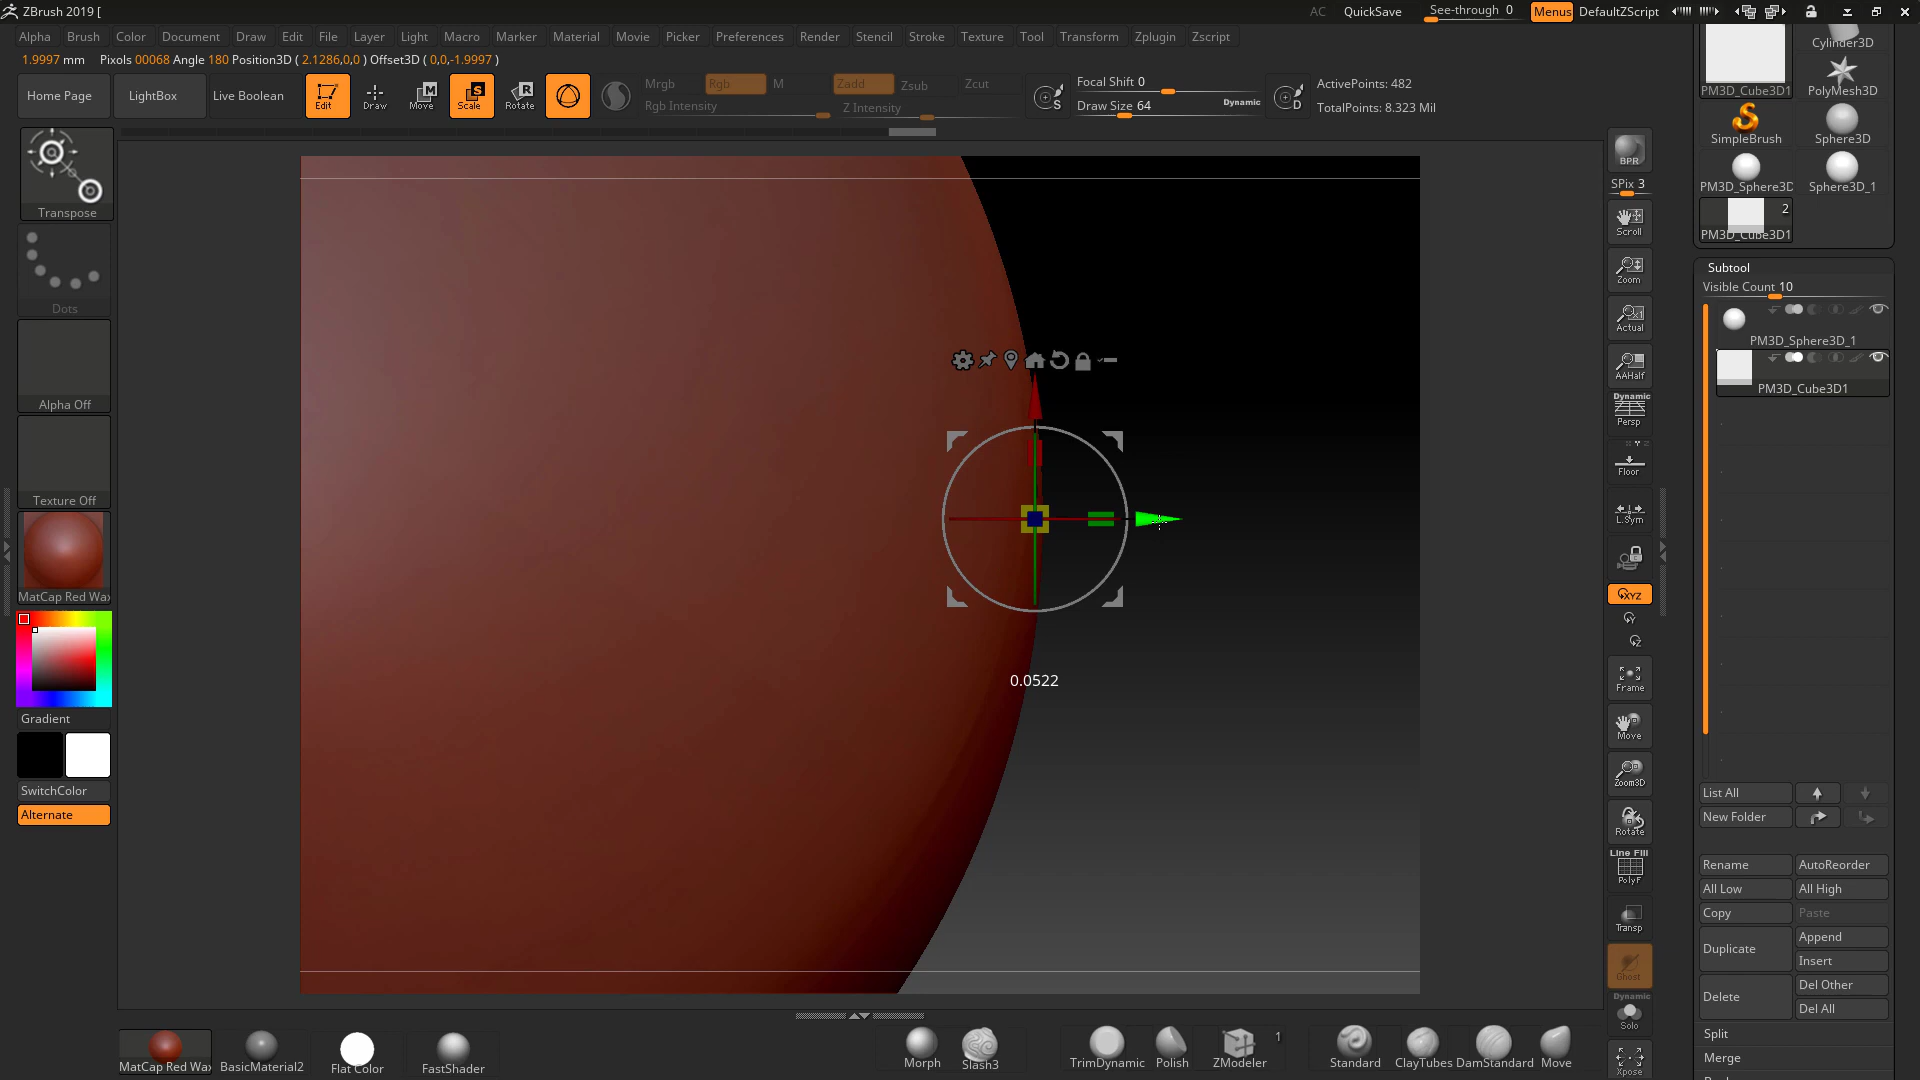 ZBrush 2019 [
AC QuickSave See-through 0 Menus DefaultZScript
Alpha Brush Color Document Draw Edit File Layer Light Macro Marker Material Movie Picker Preferences Render Stencil Stroke Texture Tool Transform Zplugin Zscript
1.9997 mm Pixols 00068 Angle 180 Position3D ( 2.1286,0,0 ) Offset3D ( 0,0,-1.9997 )
Home Page LightBox Live Boolean Edit Draw Move Scale Rotate
Mrgb Rgb M Zadd Zsub Zcut
Rgb Intensity Z Intensity
Focal Shift 0
Draw Size 64 Dynamic
ActivePoints: 482
TotalPoints: 8.323 Mil
Transpose
Dots
Alpha Off
Texture Off
MatCap Red Wax
Gradient
SwitchColor
Alternate
0.0522
BPR
SPix 3
Scroll
Zoom
Actual
AAHalf
Dynamic
Persp
Floor
L.Sym
XYZ
Frame
Move
Zoom3D
Rotate
Line Fill
PolyF
Transp
Ghost
Dynamic
Solo
Xpose
Cylinder3D
PM3D_Cube3D1 PolyMesh3D
SimpleBrush Sphere3D
PM3D_Sphere3D Sphere3D_1
2
PM3D_Cube3D1
Subtool
Visible Count 10
PM3D_Sphere3D_1
PM3D_Cube3D1
List All
New Folder
Rename AutoReorder
All Low All High
Copy Paste
Duplicate Append
Insert
Delete Del Other
Del All
Split
Merge
MatCap Red Wax BasicMaterial2 Flat Color FastShader Morph Slash3 TrimDynamic Polish ZModeler 1 Standard ClayTubes DamStandard Move